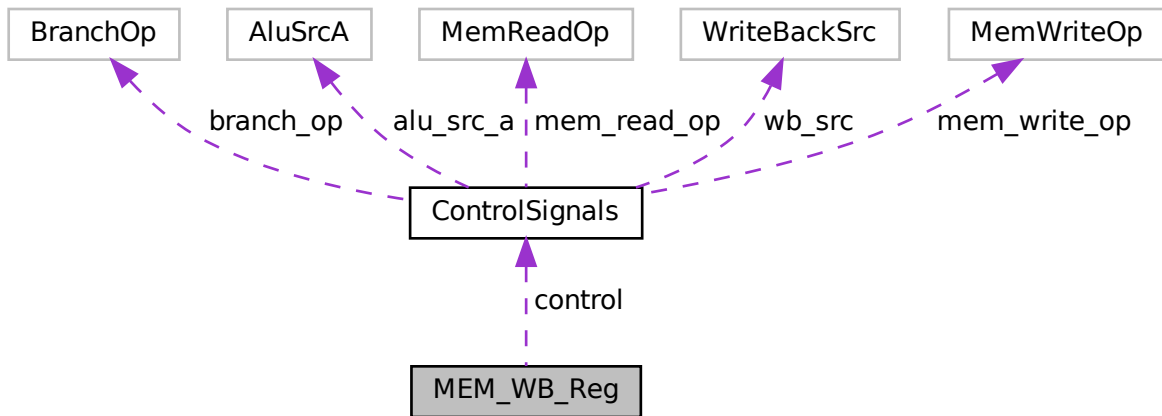 BranchOp
AluSrcA
MemReadOp
WriteBackSrc
MemWriteOp
branch_op
alu_src_a
mem_read_op
wb_src
mem_write_op
ControlSignals
control
MEM_WB_Reg